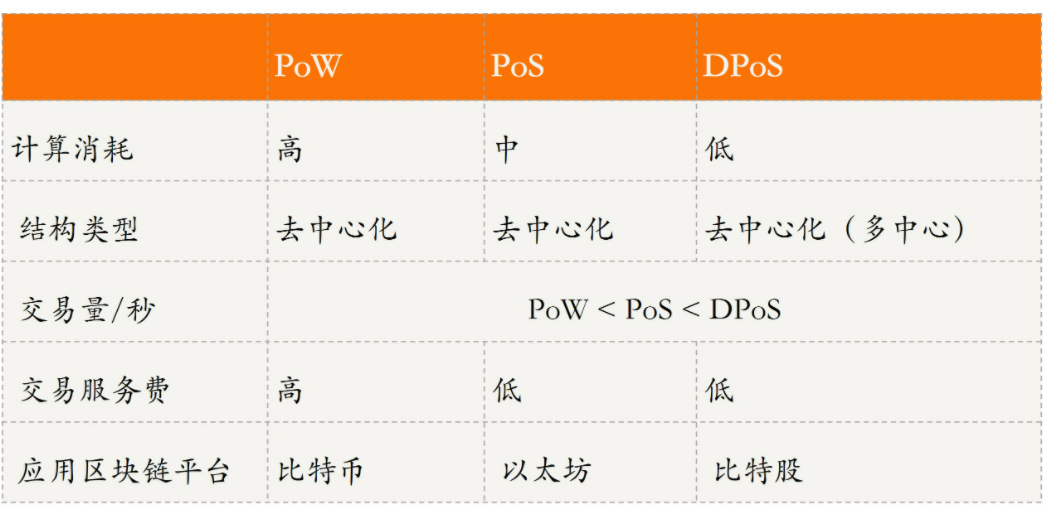 PoW PoS DPoS
计算消耗 高 中 低
结构类型 去中心化 去中心化 去中心化（多中心）
交易量/秒 PoW < PoS < DPoS
交易服务费 高 低 低
应用区块链平台 比特币 以太坊 比特股